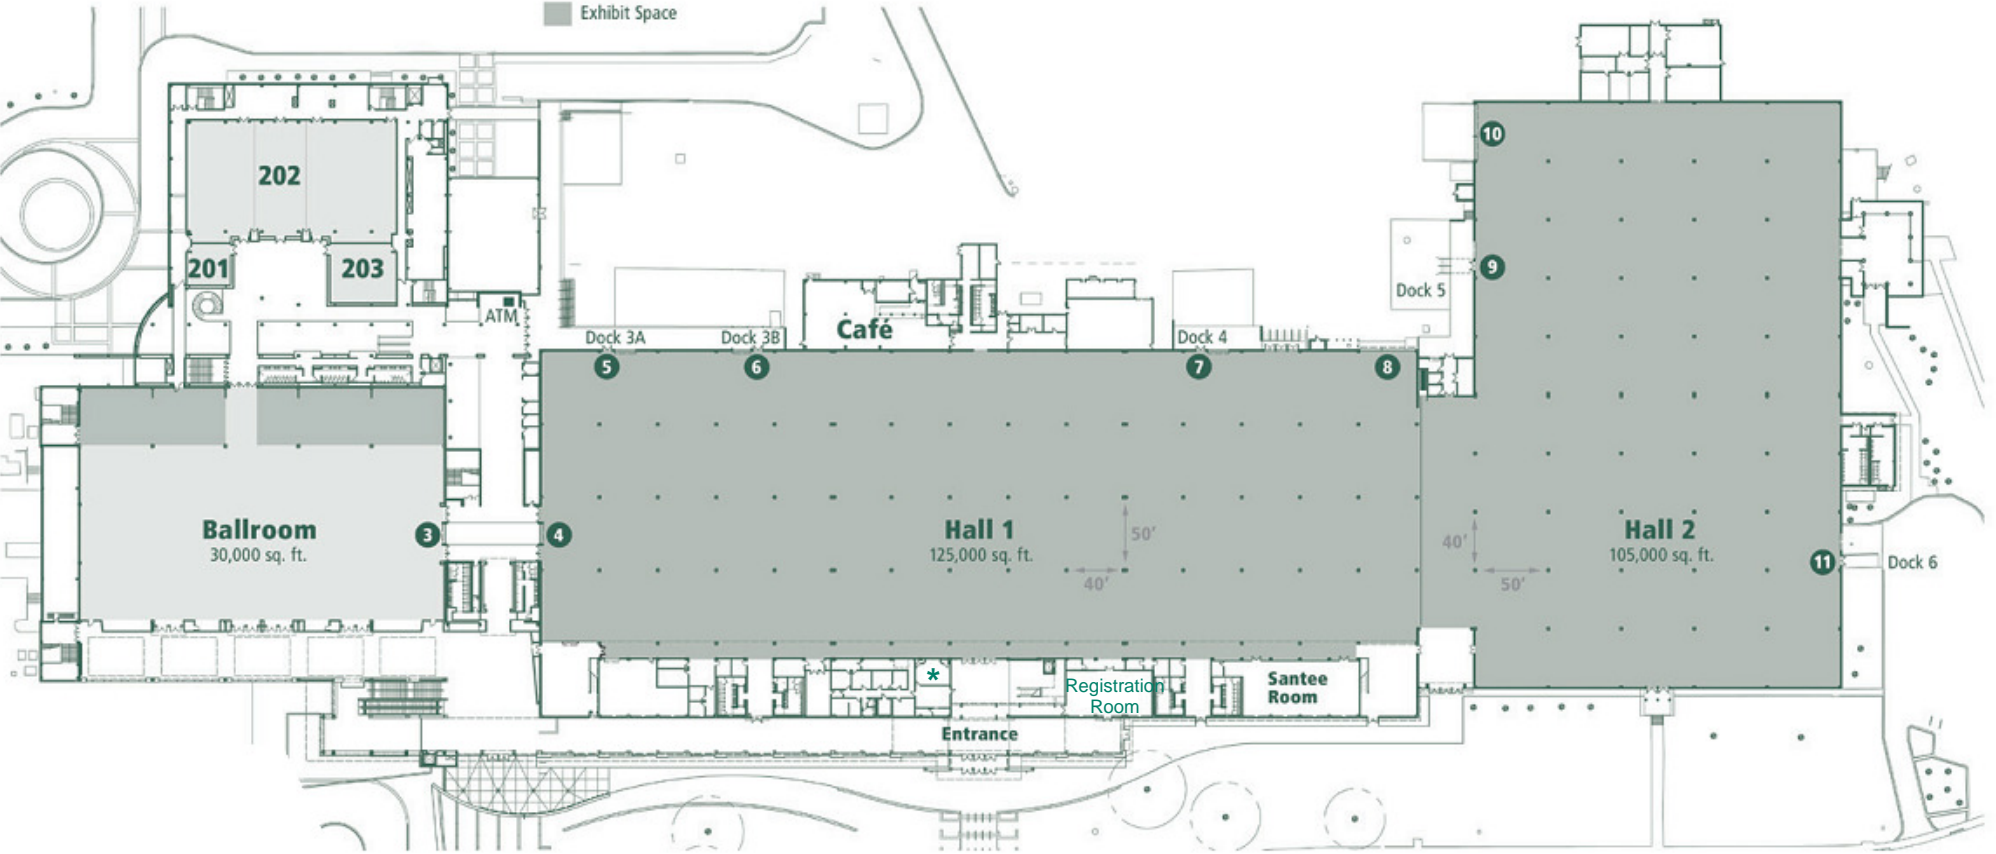 Exhibit Space
10
202
201
203
9
Dock 5
ATM
Café
Dock 3A
Dock 3B
Dock 4
5
6
7
8
Ballroom
30,000 sq. ft.
3
4
Hall 1
125,000 sq. ft.
50’
40’
40’
50’
Hall 2
105,000 sq. ft.
11
Dock 6
*
Registration
Room
Santee
Room
Entrance